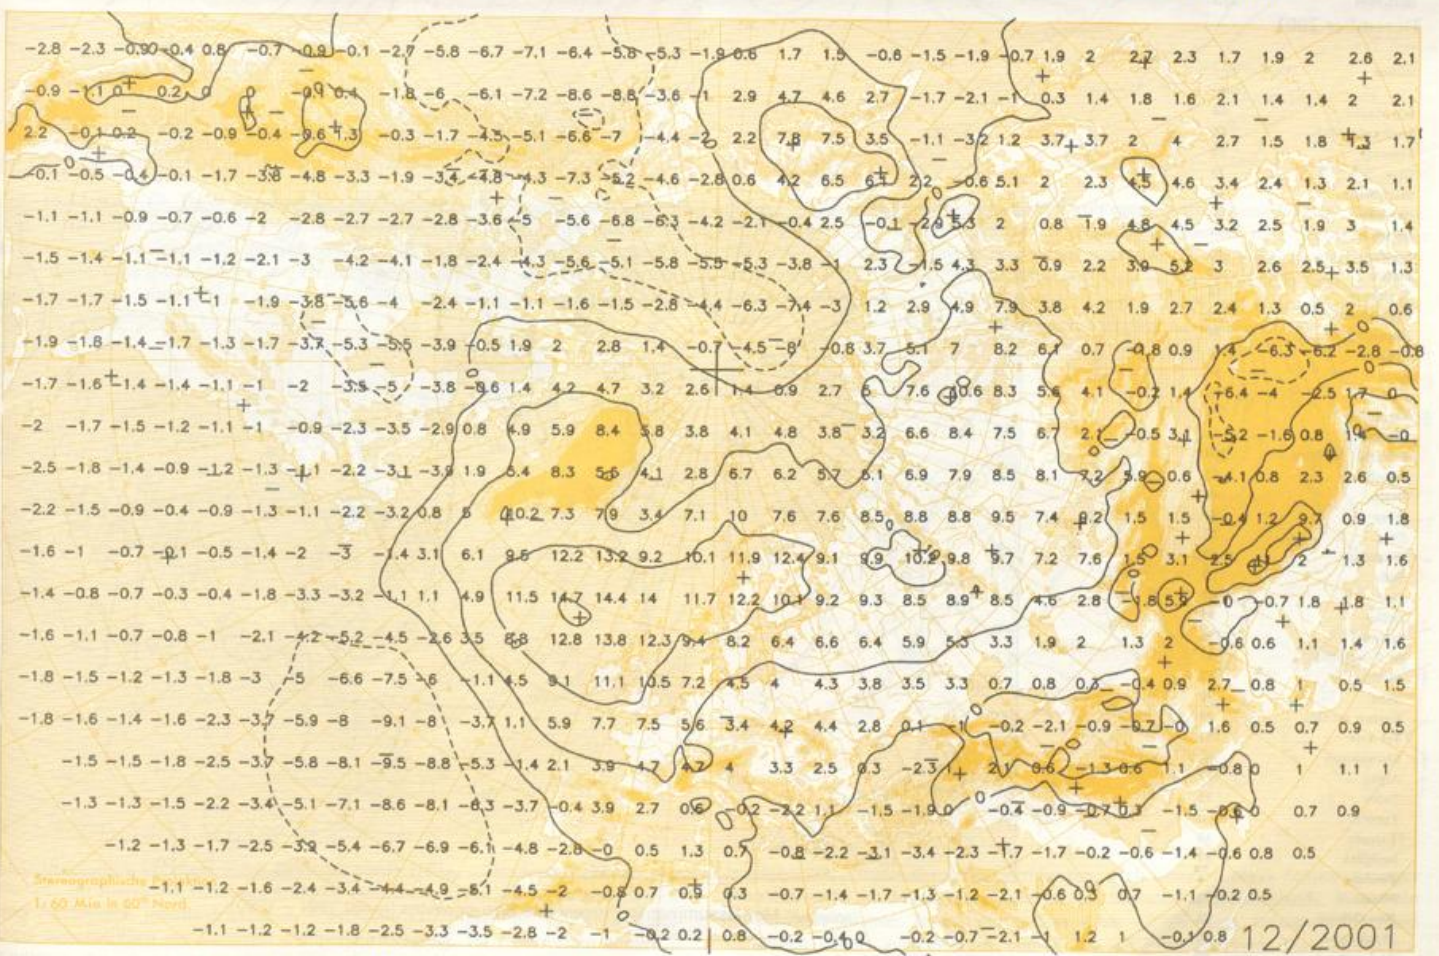 -2.8 -2.3 -0.9 -0.4 0.8 -0.7 -0.9 -0.1 -2.7 -5.8 -6.7 -7.1 -6.4 -5.8 -5.3 -1.9 0.6 1.7 1.5 -0.6 -1.5 -1.9 -0.7 1.9 2 2.7 2.3 1.7 1.9 2 2.6 2.1
-0.9 -1.1 0 0.2 0 0 0.4 -1.8 -6 -6.1 -7.2 -8.6 -8.8 -3.6 -1 2.9 4.7 4.6 2.7 -1.7 -2.1 -1 0.3 1.4 1.8 1.6 2.1 1.4 1.4 2 2.1
2.2 -0.1 0.2 -0.2 -0.9 -0.4 -0.6 1.3 -0.3 -1.7 -4.5 -5.1 -6.6 -7 -4.4 -2 2.2 7.8 7.5 3.5 -1.1 -3.2 1.2 3.7 3.7 2 4 2.7 1.5 1.8 1.3 1.7
0 -0.1 -0.5 -0.4 -0.1 -1.7 -3.8 -4.8 -3.3 -1.9 -3.4 -4.8 -4.3 -7.3 -5.2 -4.6 -2.8 0.6 4.2 6.5 6.1 2.2 -0.6 5.1 2 2.3 4.5 4.6 3.4 2.4 1.3 2.1 1.1
-1.1 -1.1 -0.9 -0.7 -0.6 -2 -2.8 -2.7 -2.7 -2.8 -3.6 -5 -5.6 -6.8 -6.3 -4.2 -2.1 -0.4 2.5 -0.1 -2.9 5.3 2 0.8 1.9 4.8 4.5 3.2 2.5 1.9 3 1.4
-1.5 -1.4 -1.1 -1.1 -1.2 -2.1 -3 -4.2 -4.1 -1.8 -2.4 -4.3 -5.6 -5.1 -5.8 -5.5 -5.3 -3.8 -1 2.3 -1.5 4.3 3.3 0.9 2.2 3.9 5.2 3 2.6 2.5 3.5 1.3
-1.7 -1.7 -1.5 -1.1 -1 -1.9 -3.8 -5.6 -4 -2.4 -1.1 -1.1 -1.6 -1.5 -2.8 -4.4 -6.3 -7.4 -3 1.2 2.9 4.9 7.9 3.8 4.2 1.9 2.7 2.4 1.3 0.5 2 0.6
-1.9 -1.8 -1.4 -1.7 -1.3 -1.7 -3.7 -5.3 -5.5 -3.9 -0.5 1.9 2 2.8 1.4 -0.7 -4.5 -8 -0.8 3.7 5.1 7 8.2 6.1 0.7 -0.8 0.9 1.4 -6.3 -6.2 -2.8 -0.8
-1.7 -1.6 -1.4 -1.4 -1.1 -1 -2 -3.5 -5 -3.8 -0.6 1.4 4.2 4.7 3.2 2.6 1.4 0.9 2.7 6 7.6 10.6 8.3 5.6 4.1 -0.2 1.4 -6.4 -4 -2.5 1.7 0
-2 -1.7 -1.5 -1.2 -1.1 -1 -0.9 -2.3 -3.5 -2.9 0.8 4.9 5.9 8.4 5.8 3.8 4.1 4.8 3.8 3.2 6.6 8.4 7.5 6.7 2.1 -0.5 3.1 -5.2 -1.6 0.8 1.4 -0
-2.5 -1.8 -1.4 -0.9 -1.2 -1.3 -1.1 -2.2 -3.1 -3.9 1.9 6.4 8.3 5.6 4.1 2.8 6.7 6.2 5.7 5.1 6.9 7.9 8.5 8.1 7.2 5.9 0.6 -4.1 0.8 2.3 2.6 0.5
-2.2 -1.5 -0.9 -0.4 -0.9 -1.3 -1.1 -2.2 -3.2 0.8 5 10.2 7.3 7.9 3.4 7.1 10 7.6 7.6 8.5 8.8 8.8 9.5 7.4 9.2 1.5 1.5 -0.4 1.2 9.7 0.9 1.8
-1.6 -1 -0.7 -0.1 -0.5 -1.4 -2 -3 -1.4 3.1 6.1 9.6 12.2 13.2 9.2 10.1 11.9 12.4 9.1 9.9 10.2 9.8 9.7 7.2 7.6 1.5 3.1 2.5 11 2 1.3 1.6
-1.4 -0.8 -0.7 -0.3 -0.4 -1.8 -3.3 -3.2 -1.1 1.1 4.9 11.5 14.7 14.4 14 11.7 12.2 10.1 9.2 9.3 8.5 8.9 8.5 4.6 2.8 -1.8 5.9 -0 -0.7 1.8 1.8 1.1
-1.6 -1.1 -0.7 -0.8 -1 -2.1 -4.2 -5.2 -4.5 -2.6 3.5 8.8 12.8 13.8 12.3 9.4 8.2 6.4 6.6 6.4 5.9 5.3 3.3 1.9 2 1.3 2 -0.6 0.6 1.1 1.4 1.6
-1.8 -1.5 -1.2 -1.3 -1.8 -3 -5 -6.6 -7.5 -6 -1.1 4.5 9.1 11.1 10.5 7.2 4.5 4 4.3 3.8 3.5 3.3 0.7 0.8 0.3 -0.4 0.9 2.7 0.8 1 0.5 1.5
-1.8 -1.6 -1.4 -1.6 -2.3 -3.7 -5.9 -8 -9.1 -8 -3.7 1.1 5.9 7.7 7.5 5.6 3.4 4.2 4.4 2.8 0.1 -1 -0.2 -2.1 -0.9 -0.7 -0 1.6 0.5 0.7 0.9 0.5
-1.5 -1.5 -1.8 -2.5 -3.7 -5.8 -8.1 -9.5 -8.8 -5.3 -1.4 2.1 3.9 4.7 4.7 4 3.3 2.5 0.3 -2.3 1 2.1 0.6 -1.3 0.6 1.1 -0.8 0 1 1.1 1
-1.3 -1.3 -1.5 -2.2 -3.4 -5.1 -7.1 -8.6 -8.1 -6.3 -3.7 -0.4 3.9 2.7 0.6 -0.2 -2.2 1.1 -1.5 -1.9 0 0 -0.4 -0.9 -0.7 0.3 -1.5 -0.6 0 0.7 0.9
-1.2 -1.3 -1.7 -2.5 -3.9 -5.4 -6.7 -6.9 -6.1 -4.8 -2.8 -0 0.5 1.3 0.7 -0.8 -2.2 -3.1 -3.4 -2.3 -1.7 -1.7 -0.2 -0.6 -1.4 -0.6 0.8 0.5
Stereographische Projektion
-1.1 -1.2 -1.6 -2.4 -3.4 -4.4 -4.9 -5.1 -4.5 -2 -0.8 0.7 0.9 0.3 -0.7 -1.4 -1.7 -1.3 -1.2 -2.1 -0.6 0.3 0.7 -1.1 -0.2 0.5
1: 60 Mio in 60° Nord
-1.1 -1.2 -1.2 -1.8 -2.5 -3.3 -3.5 -2.8 -2 -1 -0.2 0.2 0.8 -0.2 -0.4 0 -0.2 -0.7 -2.1 -1 1.2 1 -0.1 0.8 12/2001